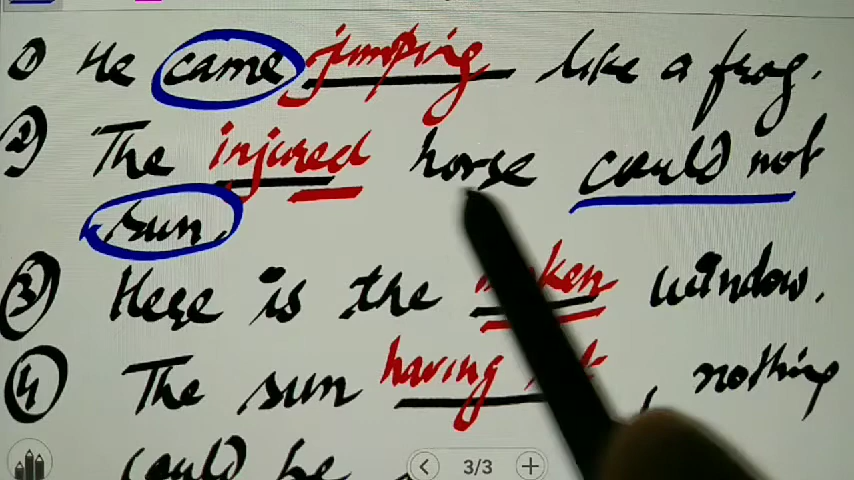 ① He came jumping like a frog.
② The injured horse could not
run.
③ Here is the window.
④ The sun having , nothing
could be
3/3